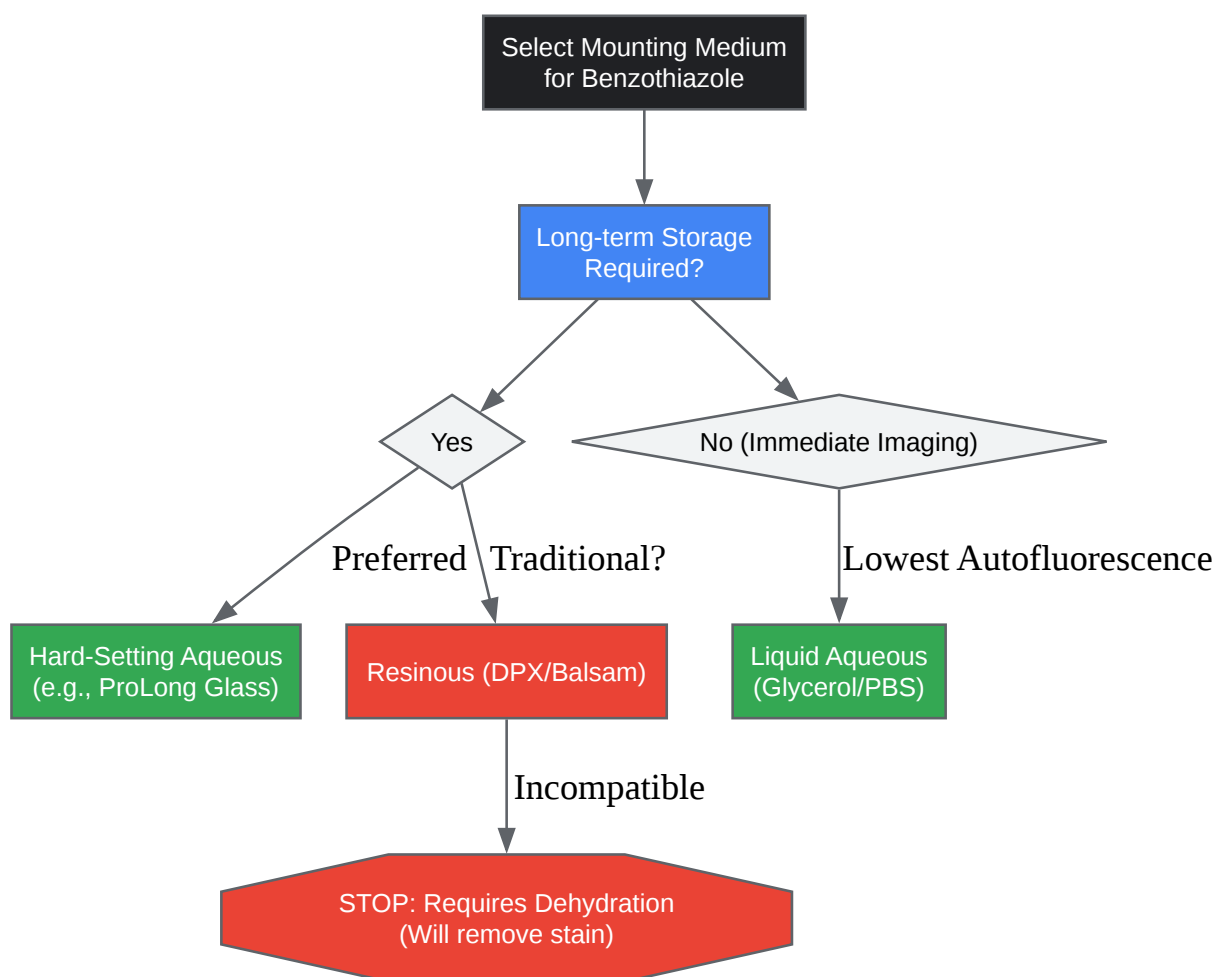 Select Mounting Medium
for Benzothiazole
Long-term Storage
Required?
Yes
No (Immediate Imaging)
Preferred
Traditional?
Lowest Autofluorescence
Hard-Setting Aqueous
(e.g., ProLong Glass)
Resinous (DPX/Balsam)
Liquid Aqueous
(Glycerol/PBS)
Incompatible
STOP: Requires Dehydration
(Will remove stain)